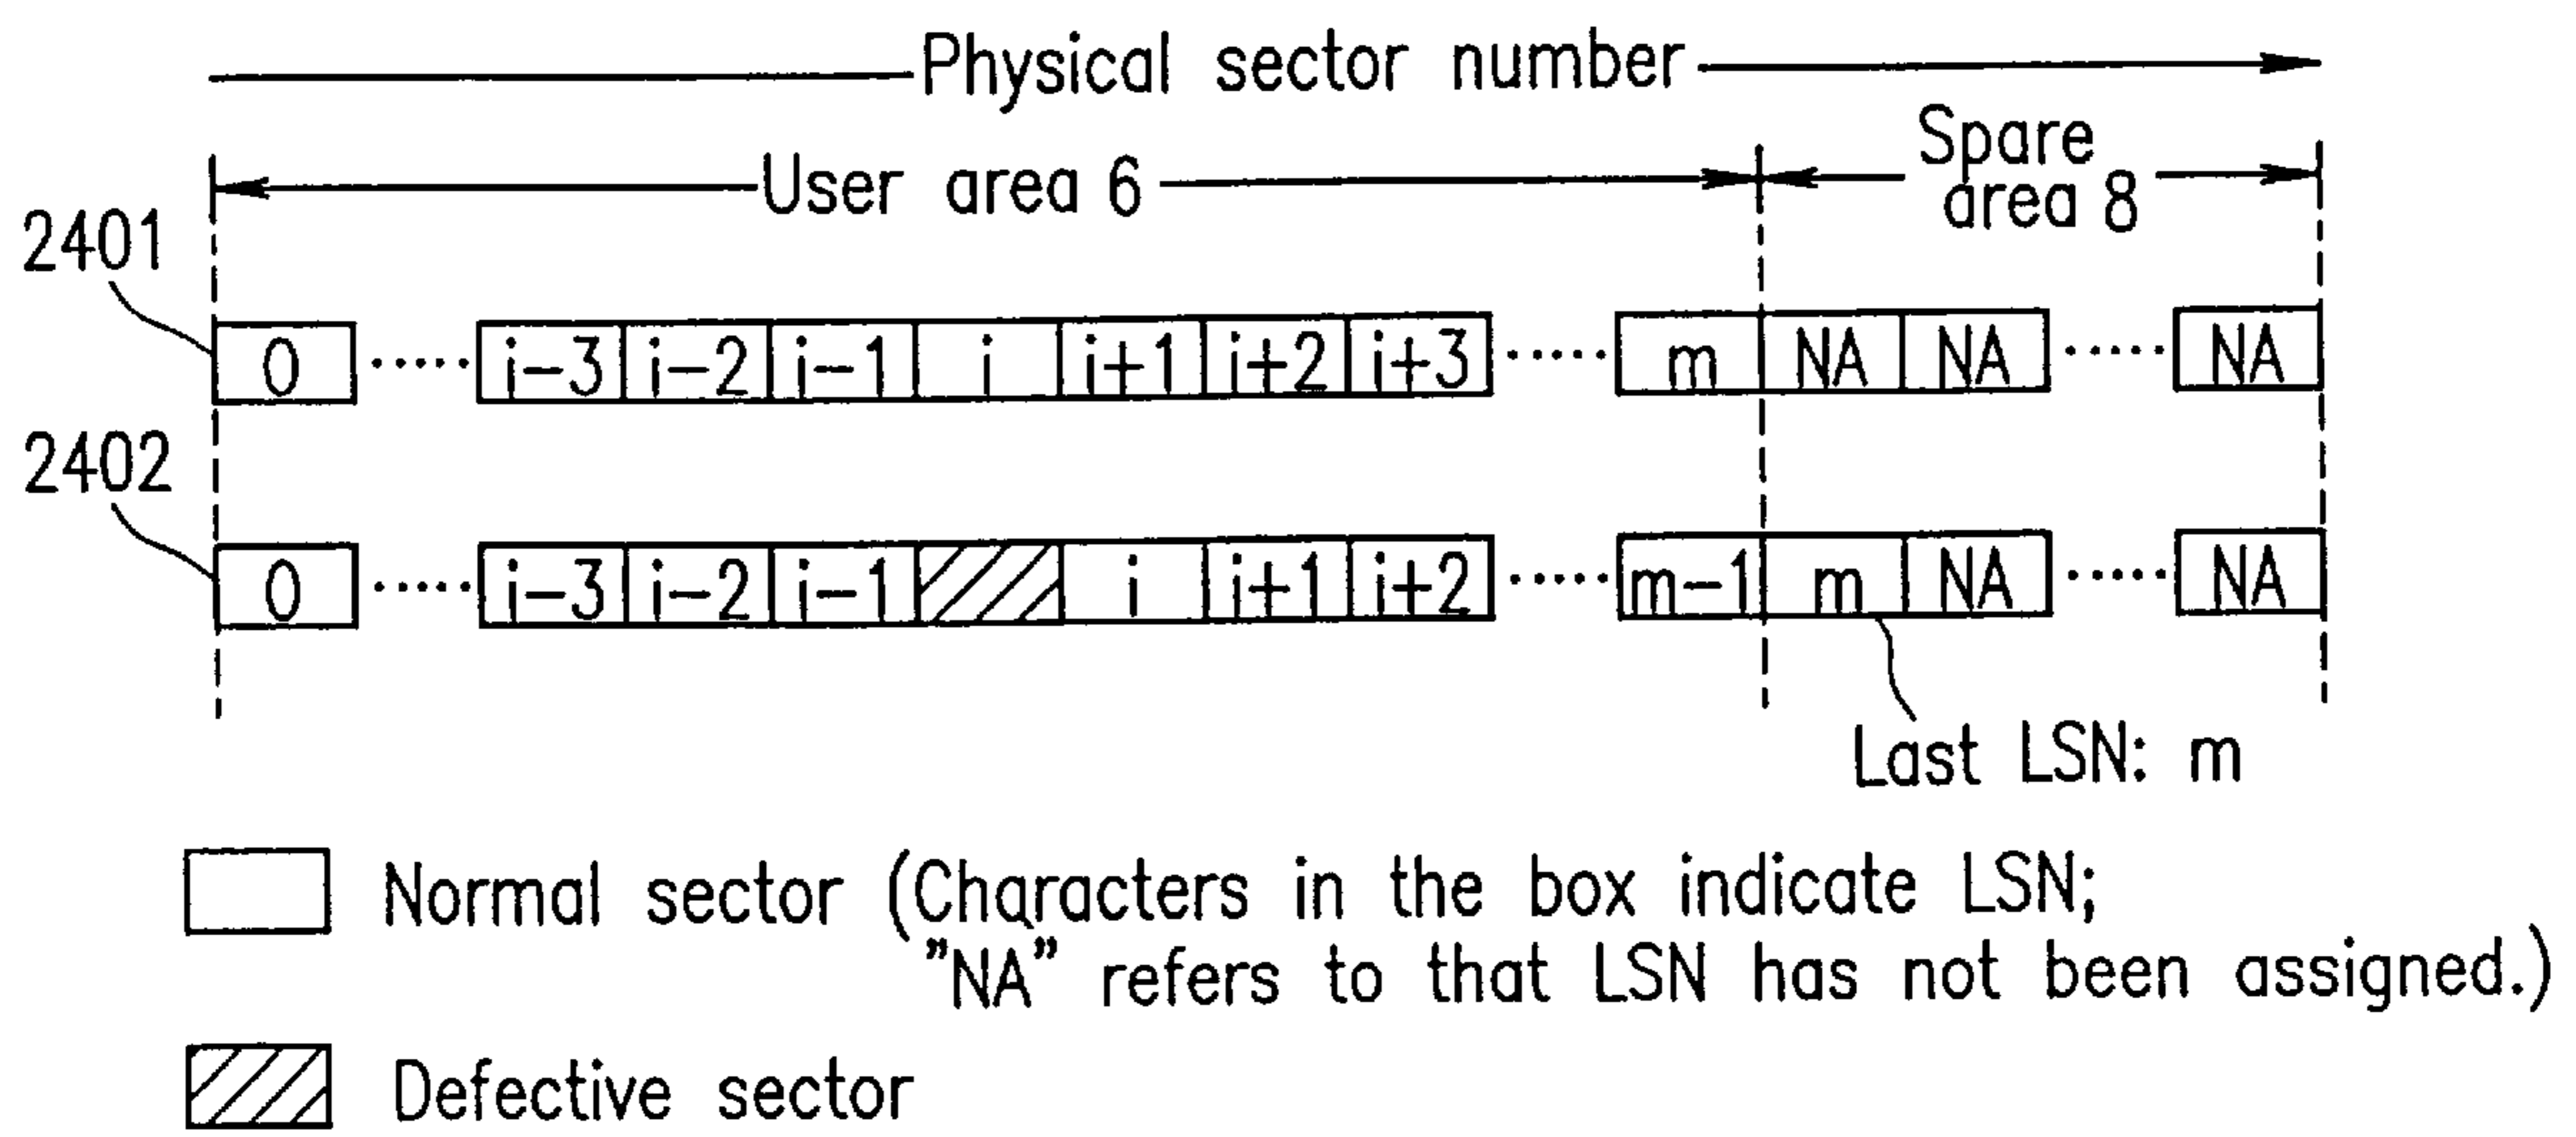 Physical sector number
User area 6
Spare
area 8
2401
0 ..... i-3 i-2 i-1 i i+1 i+2 i+3 ..... m NA NA ..... NA
2402
0 ..... i-3 i-2 i-1 i i+1 i+2 ..... m-1 m NA ..... NA
Last LSN: m
Normal sector (Characters in the box indicate LSN;
"NA" refers to that LSN has not been assigned.)
Defective sector